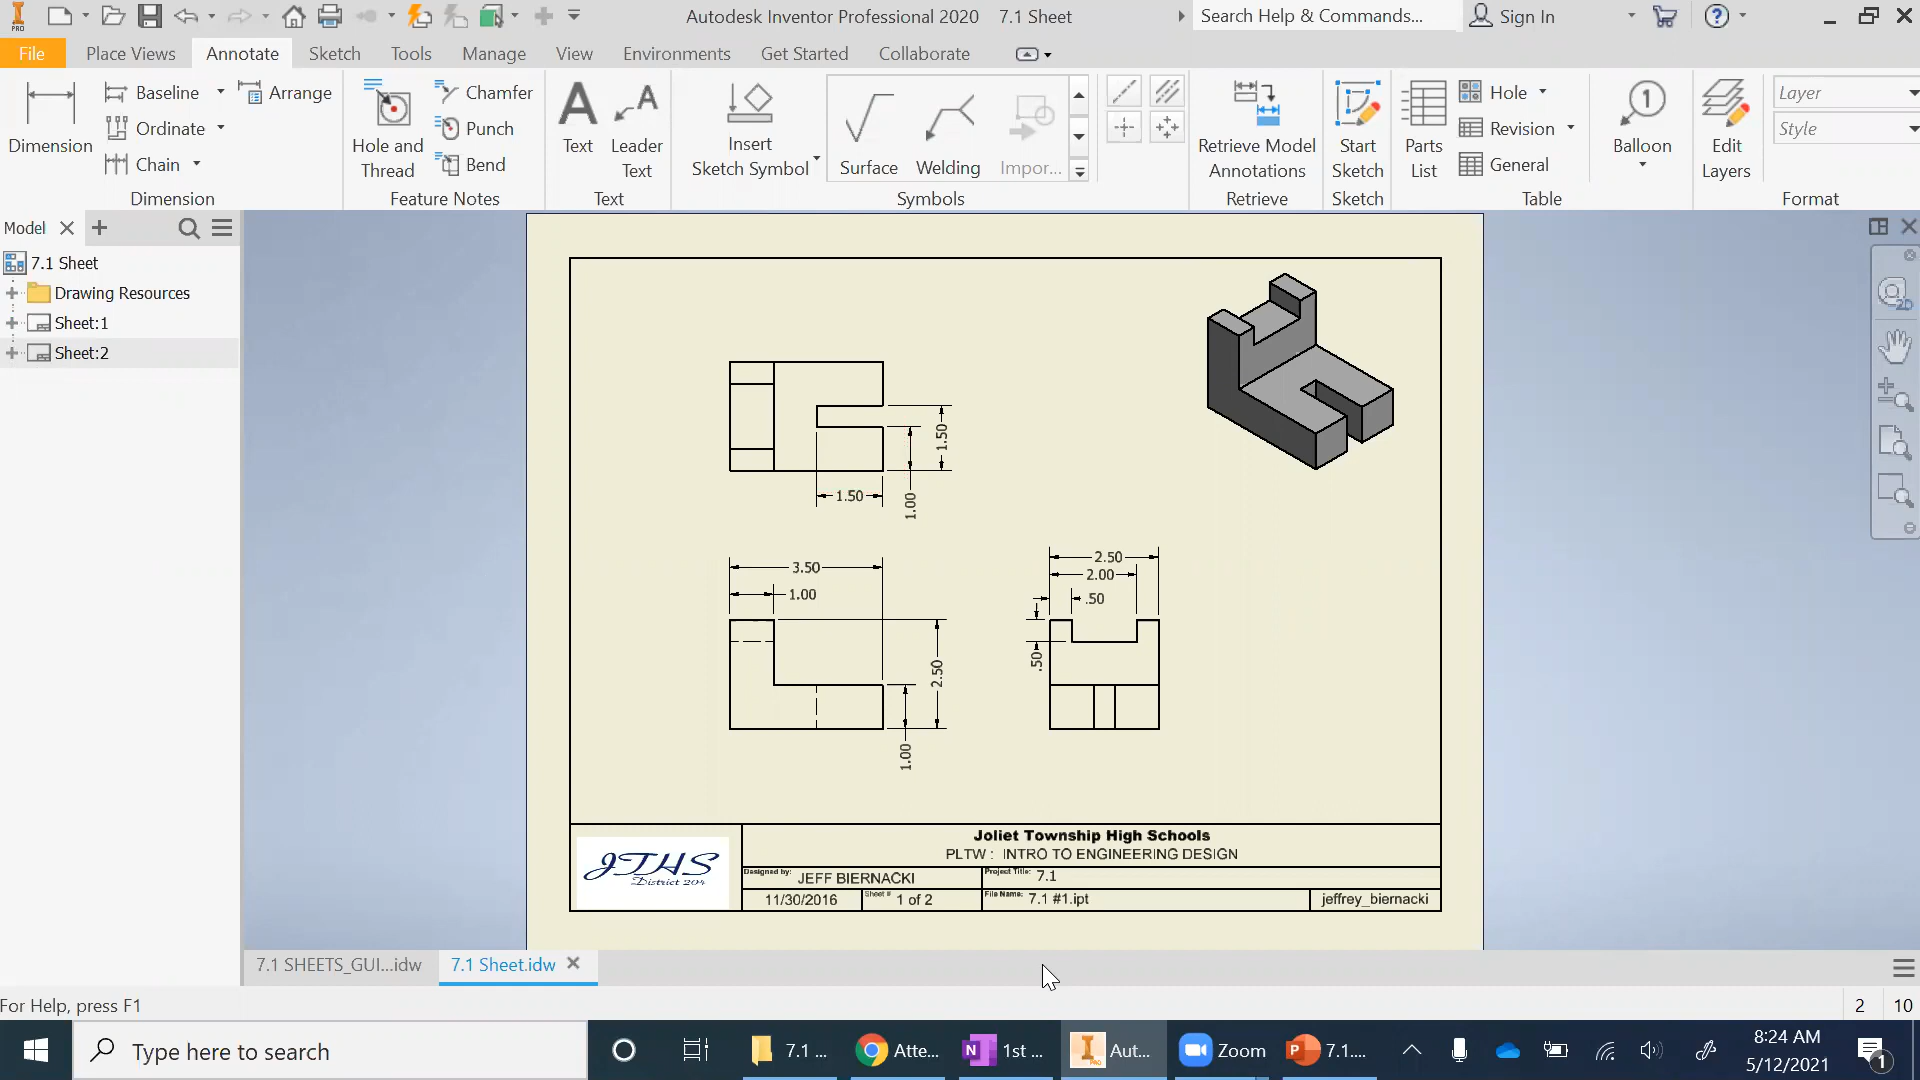 PRO
Autodesk Inventor Professional 2020 7.1 Sheet
Search Help & Commands...
Sign In
File Place Views Annotate Sketch Tools Manage View Environments Get Started Collaborate
Dimension
Baseline
Ordinate
Chain
Arrange
Dimension
Hole and Thread
Chamfer
Punch
Bend
Feature Notes
Text
Leader Text
Text
Insert Sketch Symbol
Surface
Welding
Impor...
Symbols
Retrieve Model Annotations
Retrieve
Start Sketch
Sketch
Parts List
Hole
Revision
General
Table
Balloon
Edit Layers
Layer
Style
Format
Model
7.1 Sheet
Drawing Resources
Sheet:1
Sheet:2
1.50
1.00
1.50
3.50
1.00
2.50
1.00
2.50
2.00
.50
.50
JTHS
District 204
Joliet Township High Schools
PLTW : INTRO TO ENGINEERING DESIGN
Designed by: JEFF BIERNACKI
Project Title: 7.1
11/30/2016
Sheet # 1 of 2
File Name: 7.1 #1.ipt
jeffrey_biernacki
2D
7.1 SHEETS_GUI...idw
7.1 Sheet.idw
For Help, press F1
2 10
Type here to search
7.1 ...
Atte...
1st ...
Aut...
Zoom
7.1....
8:24 AM
5/12/2021
1